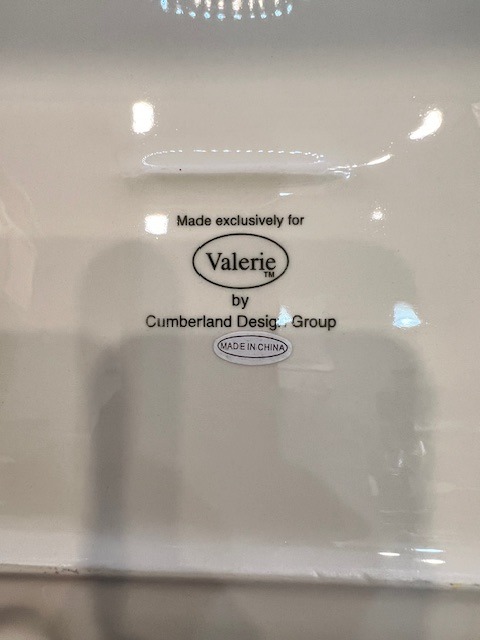 Made exclusively for
Valerie
TM
by
Cumberland Design Group
MADE IN CHINA